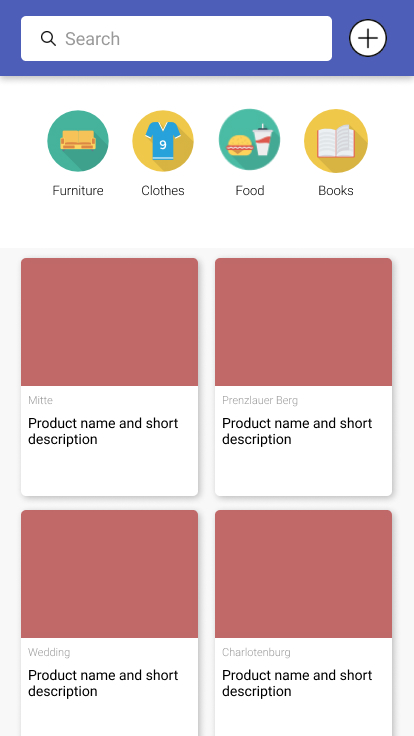 Search
Furniture
Clothes
Food
Books
9
Mitte
Product name and short
description
Prenzlauer Berg
Product name and short
description
Wedding
Product name and short
description
Charlotenburg
Product name and short
description